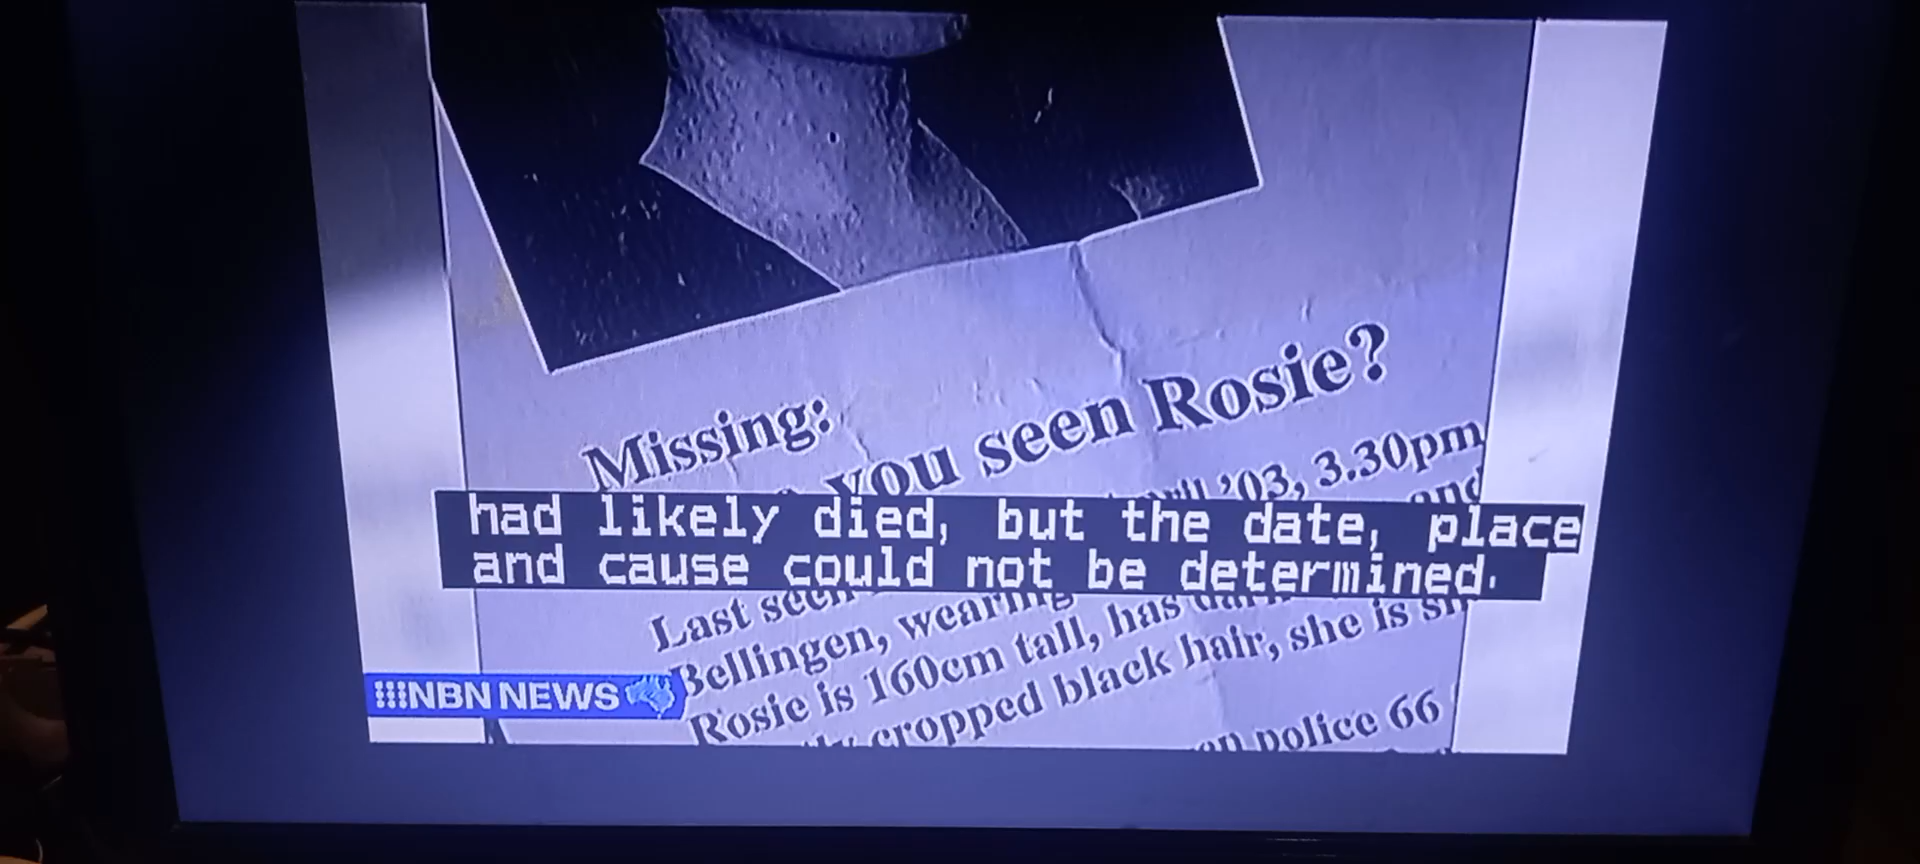 Missing:
you seen Rosie?
'03, 3.30pm
had likely died, but the date, place
and cause could not be determined.
Last seen
Bellingen, wearing
Rosie is 160cm tall, has
cropped black hair, she is
police 66
NBN NEWS